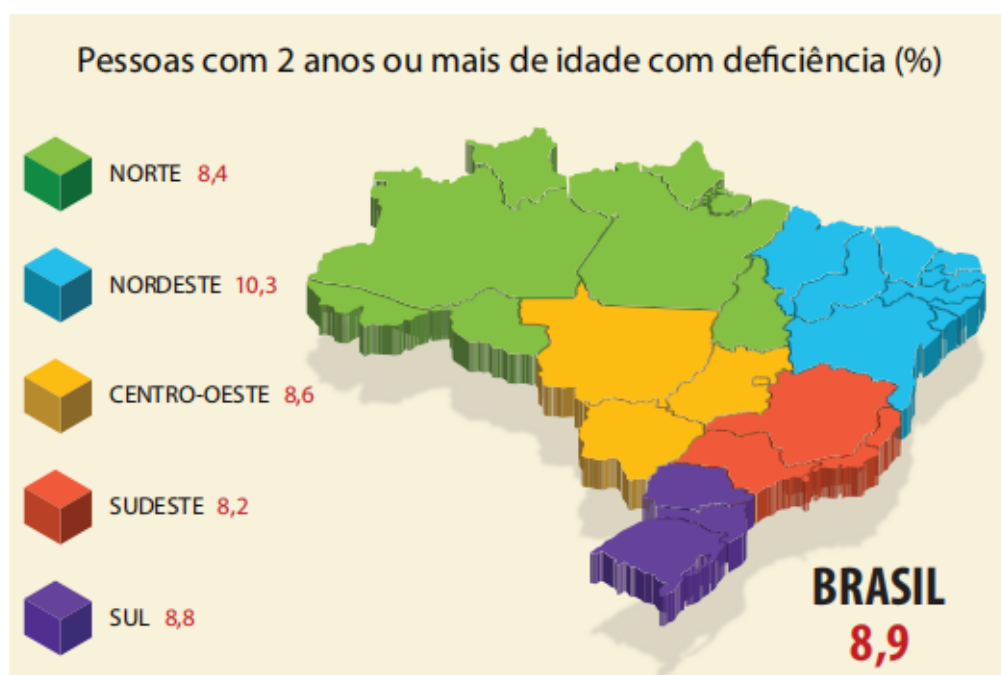 Pessoas com 2 anos ou mais de idade com deficiência (%)
NORTE 8,4
NORDESTE 10,3
CENTRO-OESTE 8,6
SUDESTE 8,2
SUL 8,8
BRASIL
8,9